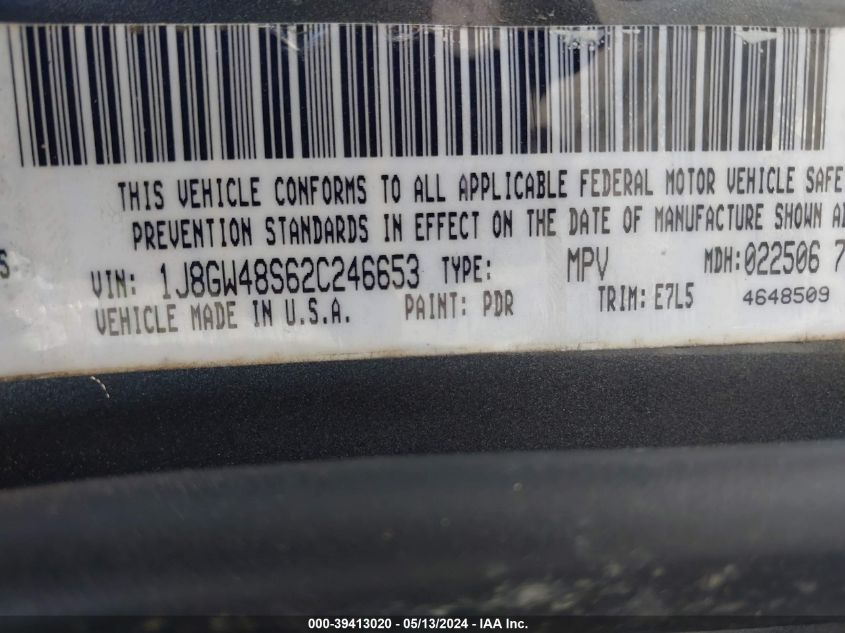 THIS VEHICLE CONFORMS TO ALL APPLICABLE FEDERAL MOTOR VEHICLE SAFE
PREVENTION STANDARDS IN EFFECT ON THE DATE OF MANUFACTURE SHOWN
S VIN: 1J8GW48S62C246653 TYPE: MPV MDH:022506 7
VEHICLE MADE IN U.S.A. PAINT: PDR TRIM: E7L5 4648509
000-39413020 - 05/13/2024 - IAA Inc.